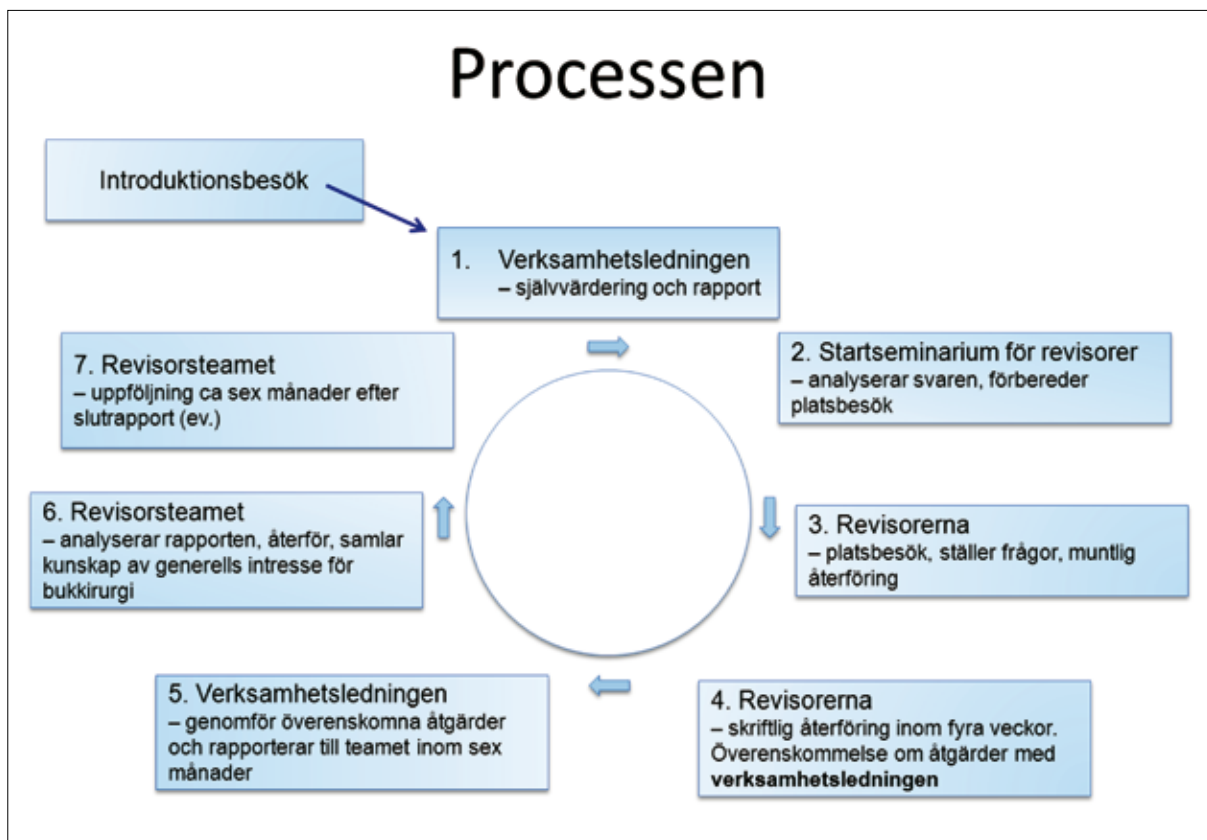 Processen
Introduktionsbesök
1. Verksamhetsledningen
– självvärdering och rapport
2. Startseminarium för revisorer
– analyserar svaren, förbereder
platsbesök
3. Revisorerna
– platsbesök, ställer frågor, muntlig
återföring
4. Revisorerna
– skriftlig återföring inom fyra veckor.
Överenskommelse om åtgärder med
verksamhetsledningen
5. Verksamhetsledningen
– genomför överenskomna åtgärder
och rapporterar till teamet inom sex
månader
6. Revisorsteamet
– analyserar rapporten, återför, samlar
kunskap av generells intresse för
bukkirurgi
7. Revisorsteamet
– uppföljning ca sex månader efter
slutrapport (ev.)